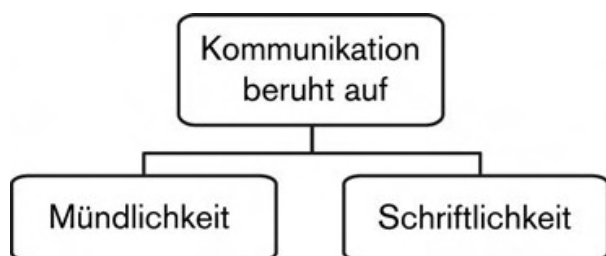 Kommunikation
beruht auf
Mündlichkeit
Schriftlichkeit